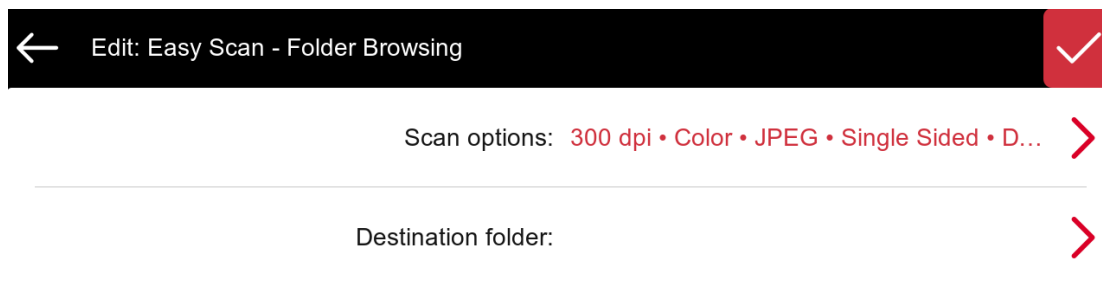 Edit: Easy Scan - Folder Browsing
Scan options: 300 dpi • Color • JPEG • Single Sided • D...
Destination folder: